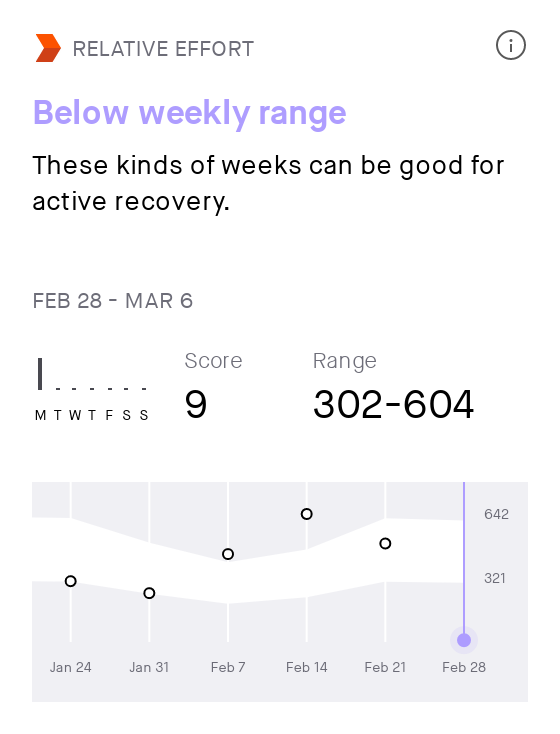 RELATIVE EFFORT
Below weekly range
These kinds of weeks can be good for
active recovery.
FEB 28 - MAR 6
Score
Range
9
302-604
M T W T F S S
642
321
Jan 24
Jan 31
Feb 7
Feb 14
Feb 21
Feb 28